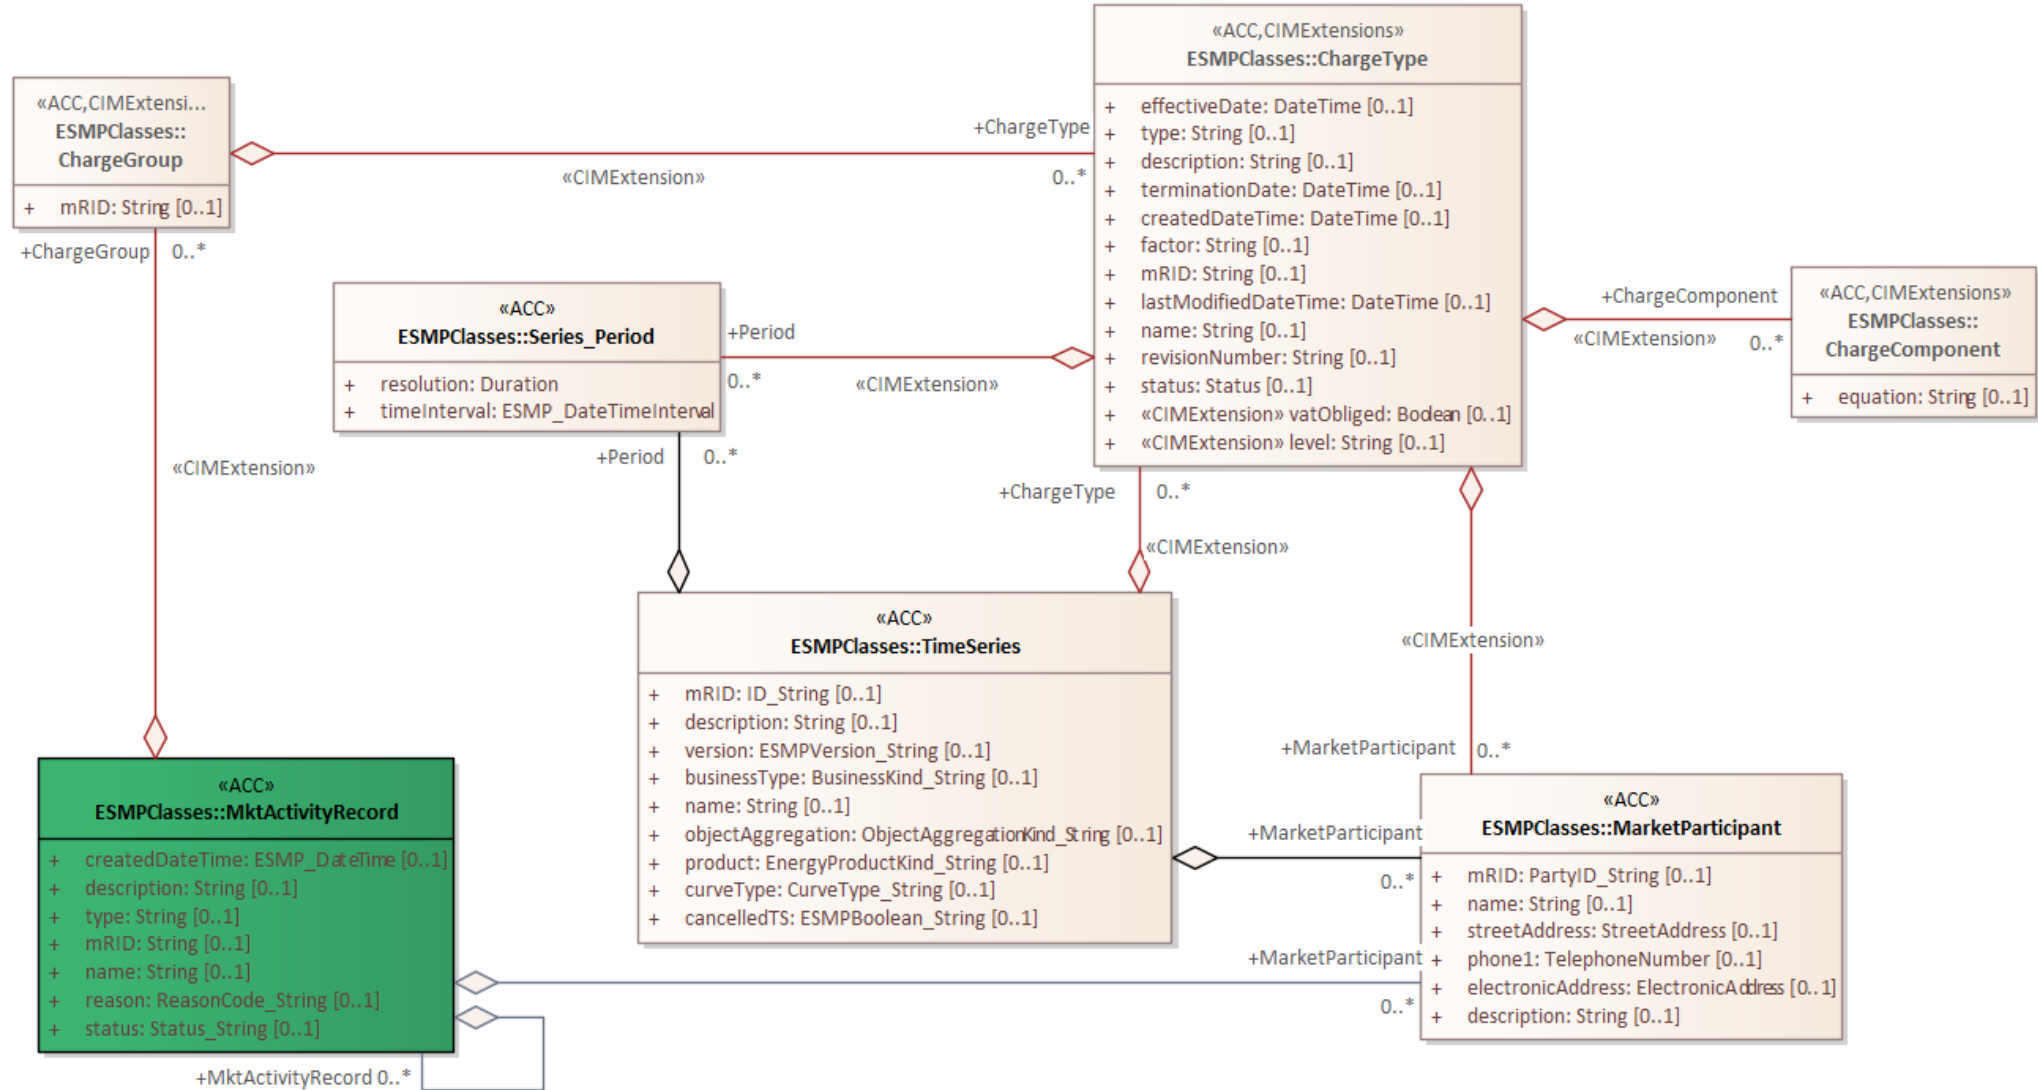 «ACC,CIMExtensions»
ESMPClasses::ChargeType
+ effectiveDate: DateTime [0..1]
+ type: String [0..1]
+ description: String [0..1]
+ terminationDate: DateTime [0..1]
+ createdDateTime: DateTime [0..1]
+ factor: String [0..1]
+ mRID: String [0..1]
+ lastModifiedDateTime: DateTime [0..1]
+ name: String [0..1]
+ revisionNumber: String [0..1]
+ status: Status [0..1]
+ «CIMExtension» vatObliged: Boolean [0..1]
+ «CIMExtension» level: String [0..1]
«ACC,CIMExtensi...
ESMPClasses::
ChargeGroup
+ mRID: String [0..1]
+ChargeType
«CIMExtension»
0..*
+ChargeGroup
0..*
«ACC»
ESMPClasses::Series_Period
+ resolution: Duration
+ timeInterval: ESMP_DateTimeInterval
+Period
0..*
«CIMExtension»
+ChargeComponent
«CIMExtension»
0..*
«ACC,CIMExtensions»
ESMPClasses::
ChargeComponent
+ equation: String [0..1]
«CIMExtension»
+Period
0..*
+ChargeType
0..*
«CIMExtension»
«ACC»
ESMPClasses::TimeSeries
+ mRID: ID_String [0..1]
+ description: String [0..1]
+ version: ESMPVersion_String [0..1]
+ businessType: BusinessKind_String [0..1]
+ name: String [0..1]
+ objectAggregation: ObjectAggregationKind_String [0..1]
+ product: EnergyProductKind_String [0..1]
+ curveType: CurveType_String [0..1]
+ cancelledTS: ESMPBoolean_String [0..1]
«CIMExtension»
+MarketParticipant
0..*
«ACC»
ESMPClasses::MktActivityRecord
+ createdDateTime: ESMP_DateTime [0..1]
+ description: String [0..1]
+ type: String [0..1]
+ mRID: String [0..1]
+ name: String [0..1]
+ reason: ReasonCode_String [0..1]
+ status: Status_String [0..1]
«ACC»
ESMPClasses::MarketParticipant
+ mRID: PartyID_String [0..1]
+ name: String [0..1]
+ streetAddress: StreetAddress [0..1]
+ phone1: TelephoneNumber [0..1]
+ electronicAddress: ElectronicAddress [0..1]
+ description: String [0..1]
+MarketParticipant
0..*
+MarketParticipant
0..*
+MktActivityRecord 0..*